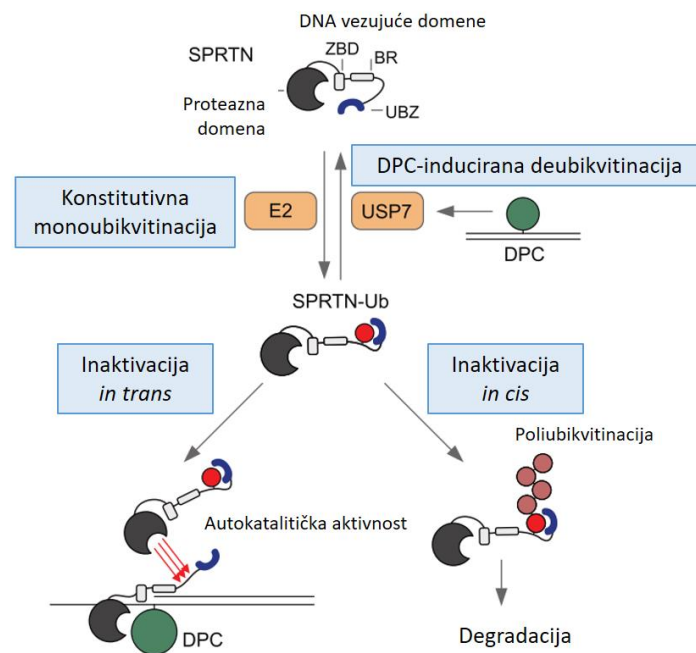 DNA vezujuće domene
SPRTN
ZBD
BR
Proteazna
domena
UBZ
DPC-inducirana deubikvitinacija
Konstitutivna
monoubikvitinacija
E2
USP7
DPC
SPRTN-Ub
Inaktivacija
in trans
Inaktivacija
in cis
Poliubikvitinacija
Autokatalitička aktivnost
DPC
Degradacija